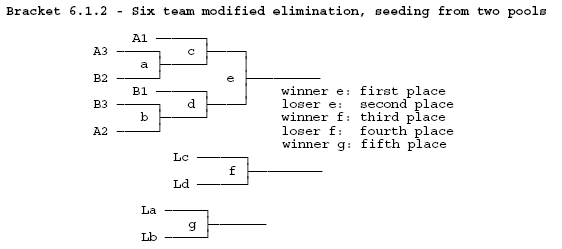 Bracket 6.1.2 - Six team modified elimination, seeding from two pools
A1
A3
c
a
B2
e
B1
winner e: first place
B3
d
loser e:  second place
b
winner f: third place
A2
loser f:  fourth place
winner g: fifth place
Lc
f
Ld
La
g
Lb